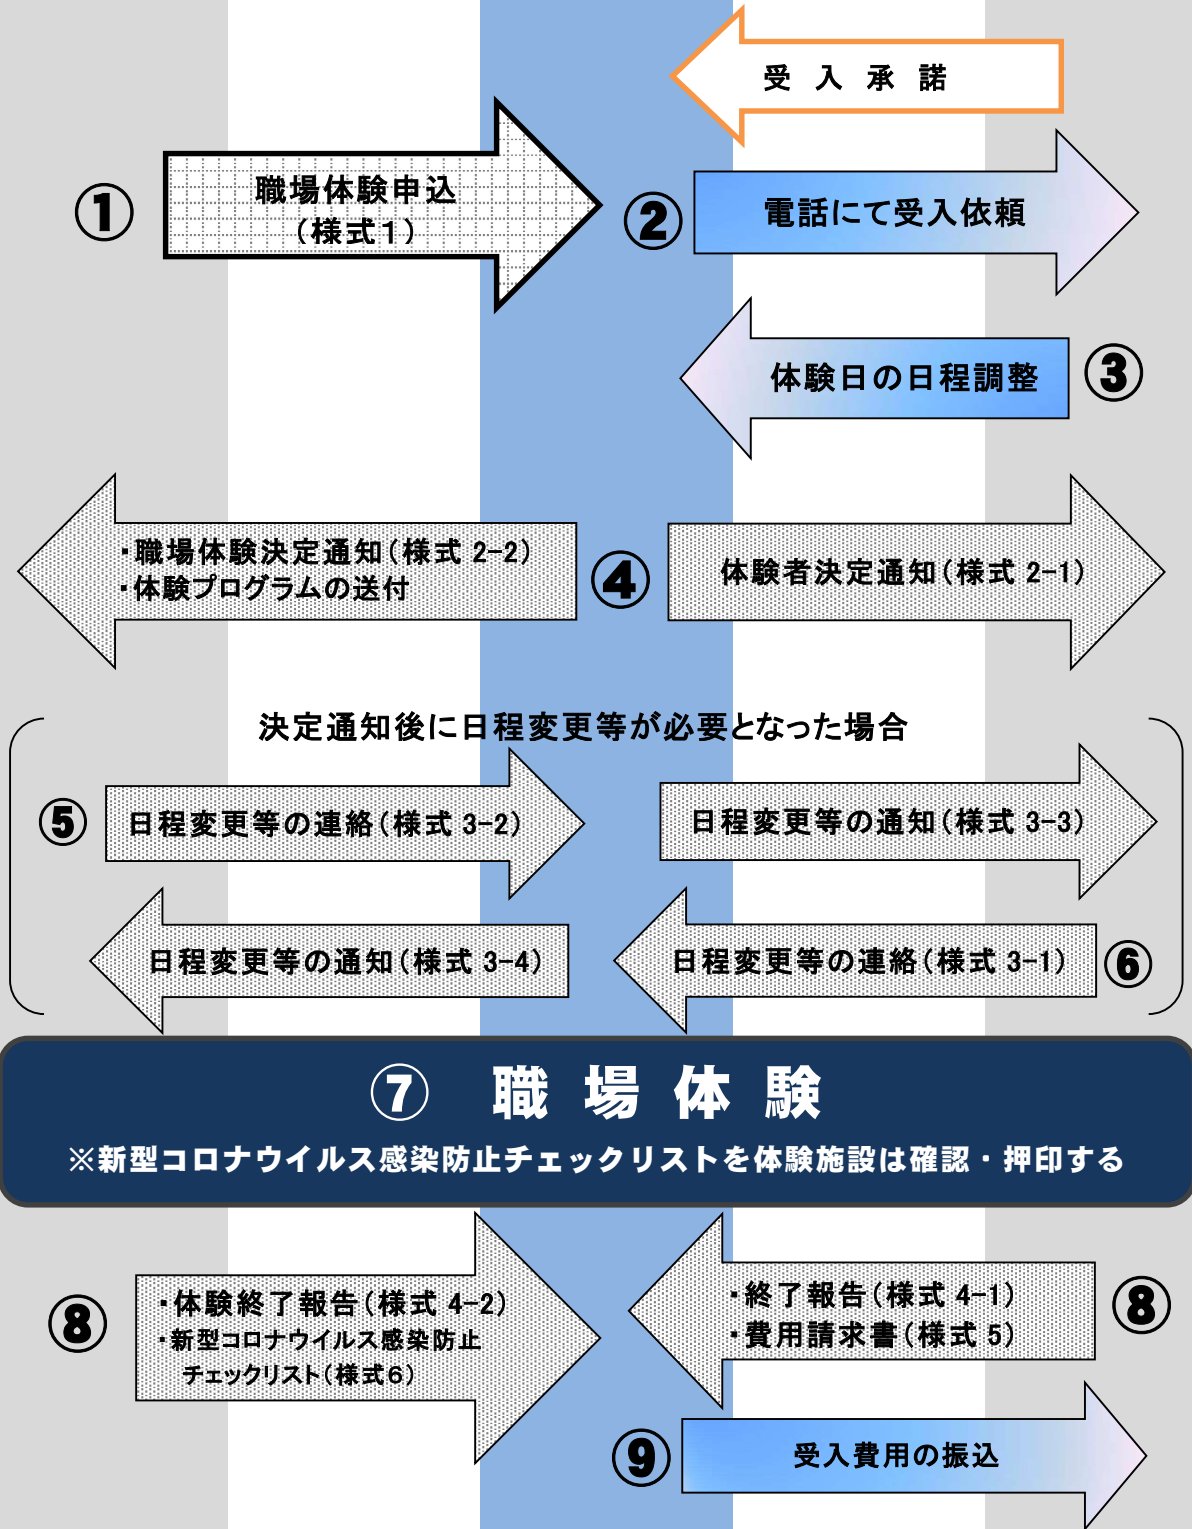 受 入 承 諾
①
職場体験申込
（様式１）
②
電話にて受入依頼
体験日の日程調整
③
・職場体験決定通知（様式 2-2）
・体験プログラムの送付
④
体験者決定通知（様式 2-1）
決定通知後に日程変更等が必要となった場合
⑤
日程変更等の連絡（様式 3-2）
日程変更等の通知（様式 3-3）
日程変更等の通知（様式 3-4）
日程変更等の連絡（様式 3-1）
⑥
⑦ 職 場 体 験
※新型コロナウイルス感染防止チェックリストを体験施設は確認・押印する
⑧
・体験終了報告（様式 4-2）
・新型コロナウイルス感染防止
チェックリスト（様式６）
・終了報告（様式 4-1）
・費用請求書（様式 5）
⑧
⑨
受入費用の振込